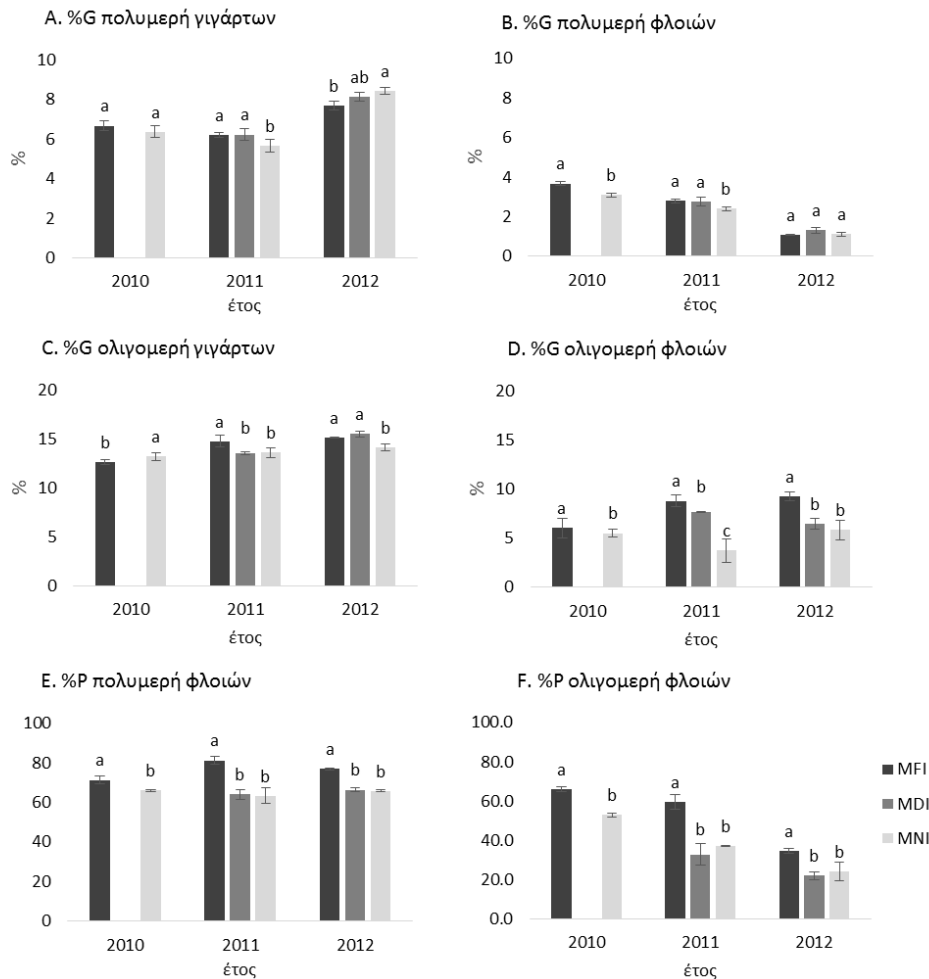 A. %G πολυμερή γιγάρτων
10
8
6
4
2
0
%
a a a a b b ab a
2010 2011 2012
έτος
B. %G πολυμερή φλοιών
10
8
6
4
2
0
%
a b a a b a a a
2010 2011 2012
έτος
C. %G ολιγομερή γιγάρτων
20
15
10
5
0
%
b a a b b a a b
2010 2011 2012
έτος
D. %G ολιγομερή φλοιών
20
15
10
5
0
%
a b a b c a b b
2010 2011 2012
έτος
E. %P πολυμερή φλοιών
100
80
60
40
20
0
a b a b b a b b
2010 2011 2012
έτος
F. %P ολιγομερή φλοιών
100.0
80.0
60.0
40.0
20.0
0.0
a b a b b a b b
2010 2011 2012
έτος
MFI
MDI
MNI